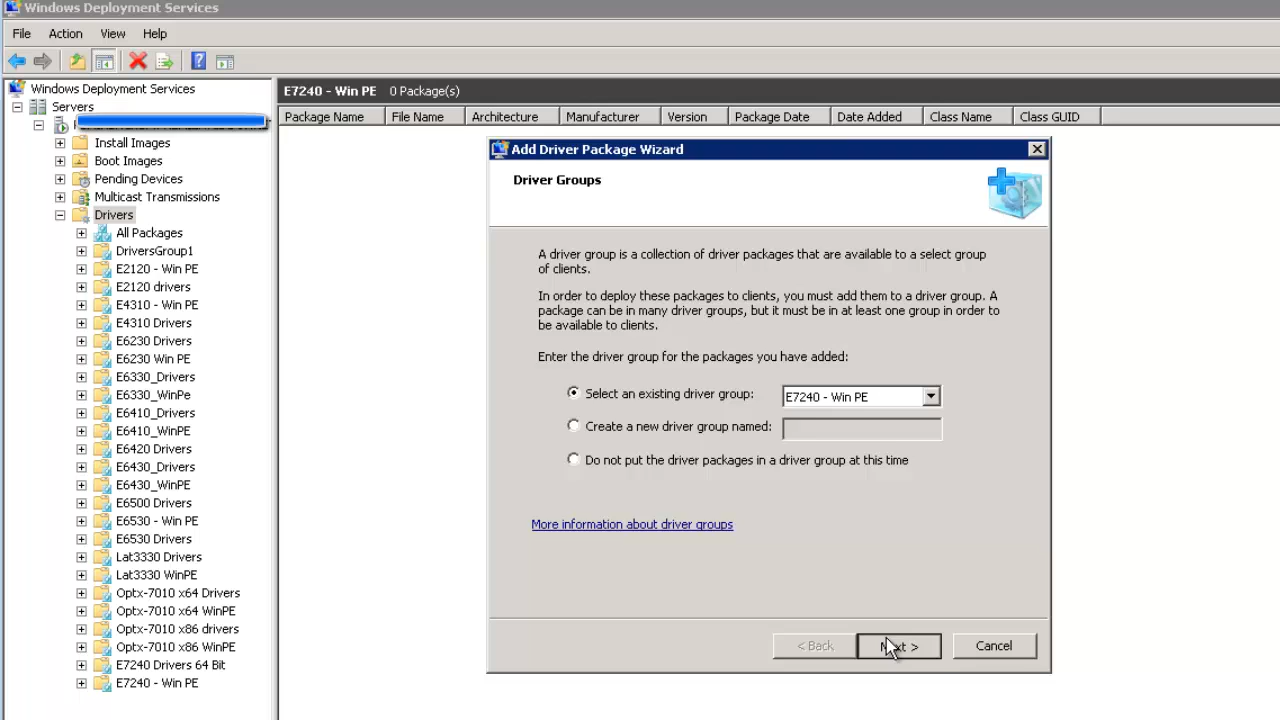 Windows Deployment Services
File Action View Help
Windows Deployment Services
Servers
Install Images
Boot Images
Pending Devices
Multicast Transmissions
Drivers
All Packages
DriversGroup1
E2120 - Win PE
E2120 drivers
E4310 - Win PE
E4310 Drivers
E6230 Drivers
E6230 Win PE
E6330_Drivers
E6330_WinPe
E6410_Drivers
E6410_WinPE
E6420 Drivers
E6430_Drivers
E6430_WinPE
E6500 Drivers
E6530 - Win PE
E6530 Drivers
Lat3330 Drivers
Lat3330 WinPE
Optx-7010 x64 Drivers
Optx-7010 x64 WinPE
Optx-7010 x86 drivers
Optx-7010 x86 WinPE
E7240 Drivers 64 Bit
E7240 - Win PE
E7240 - Win PE 0 Package(s)
Package Name File Name Architecture Manufacturer Version Package Date Date Added Class Name Class GUID
Add Driver Package Wizard
Driver Groups
A driver group is a collection of driver packages that are available to a select group
of clients.
In order to deploy these packages to clients, you must add them to a driver group. A
package can be in many driver groups, but it must be in at least one group in order to
be available to clients.
Enter the driver group for the packages you have added:
Select an existing driver group: E7240 - Win PE
Create a new driver group named:
Do not put the driver packages in a driver group at this time
More information about driver groups
< Back Next > Cancel